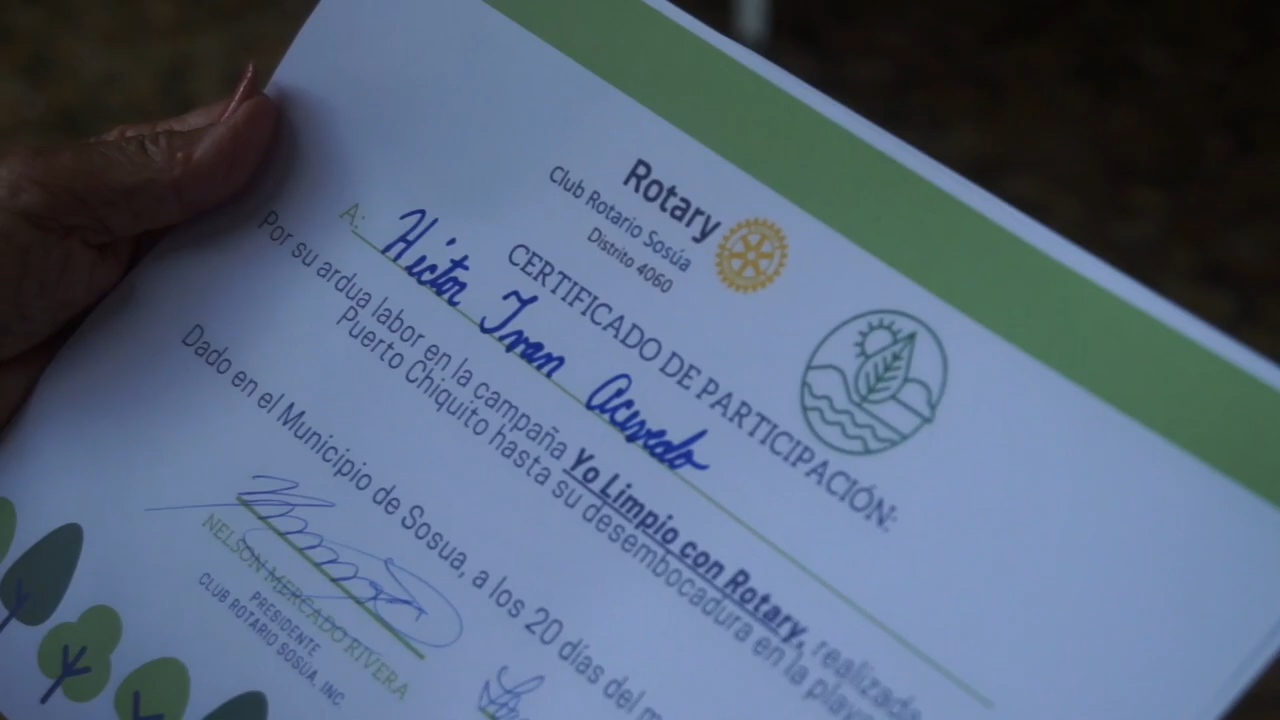 Rotary
Club Rotario Sosúa
Distrito 4060
CERTIFICADO DE PARTICIPACIÓN:
A: Hector Ivan Acevedo
Por su ardua labor en la campaña Yo Limpio con Rotary, realizado
Puerto Chiquito hasta su desembocadura en la playa
Dado en el Municipio de Sosua, a los 20 días del
NELSON MERCADO RIVERA
PRESIDENTE
CLUB ROTARIO SOSÚA, INC